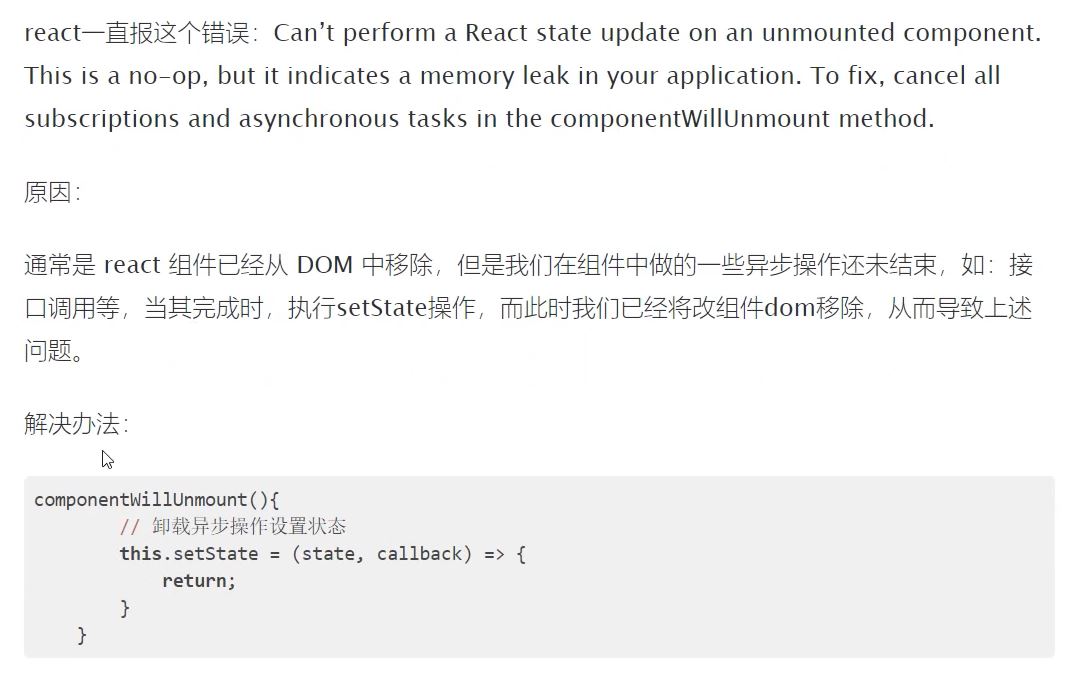 react一直报这个错误：Can’t perform a React state update on an unmounted component.
This is a no-op, but it indicates a memory leak in your application. To fix, cancel all
subscriptions and asynchronous tasks in the componentWillUnmount method.
原因：
通常是 react 组件已经从 DOM 中移除，但是我们在组件中做的一些异步操作还未结束，如：接
口调用等，当其完成时，执行setState操作，而此时我们已经将改组件dom移除，从而导致上述
问题。
解决办法：
componentWillUnmount(){
        // 卸载异步操作设置状态
        this.setState = (state, callback) => {
            return;
        }
    }